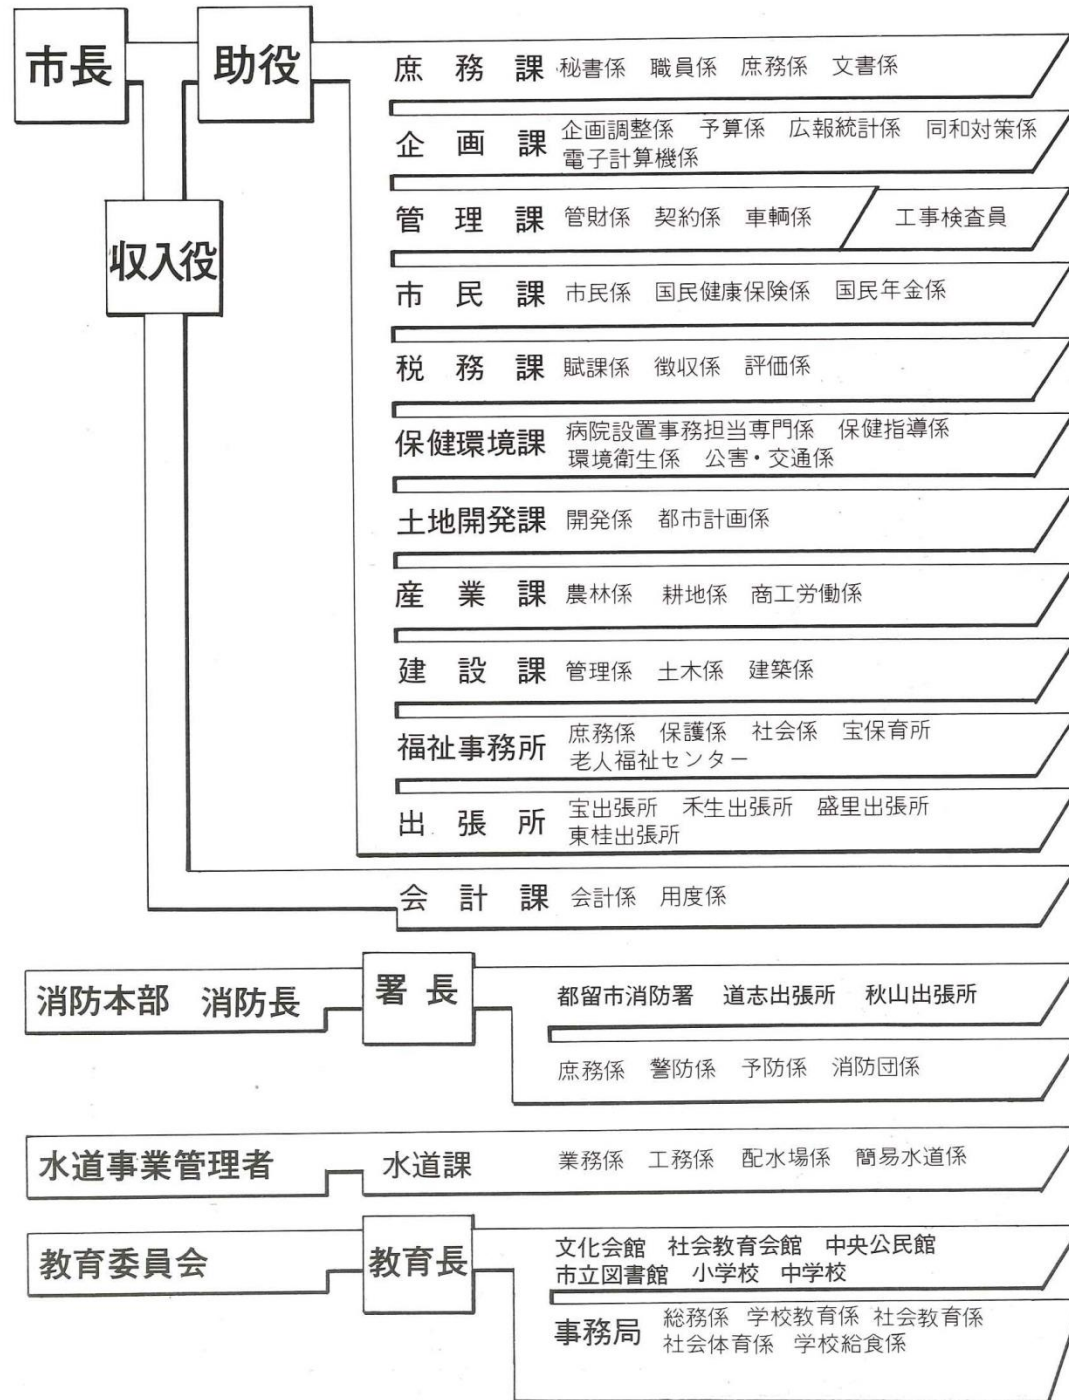 市長 助役
収入役
庶務課 秘書係 職員係 庶務係 文書係
企画課 企画調整係 予算係 広報統計係 同和対策係
電子計算機係
管理課 管財係 契約係 車輌係 工事検査員
市民課 市民係 国民健康保険係 国民年金係
税務課 賦課係 徴収係 評価係
保健環境課 病院設置事務担当専門係 保健指導係
環境衛生係 公害・交通係
土地開発課 開発係 都市計画係
産業課 農林係 耕地係 商工労働係
建設課 管理係 土木係 建築係
福祉事務所 庶務係 保護係 社会係 宝保育所
老人福祉センター
出張所 宝出張所 禾生出張所 盛里出張所
東桂出張所
会計課 会計係 用度係
消防本部 消防長 署長 都留市消防署 道志出張所 秋山出張所
庶務係 警防係 予防係 消防団係
水道事業管理者 水道課 業務係 工務係 配水場係 簡易水道係
教育委員会 教育長 文化会館 社会教育会館 中央公民館
市立図書館 小学校 中学校
事務局 総務係 学校教育係 社会教育係
社会体育係 学校給食係